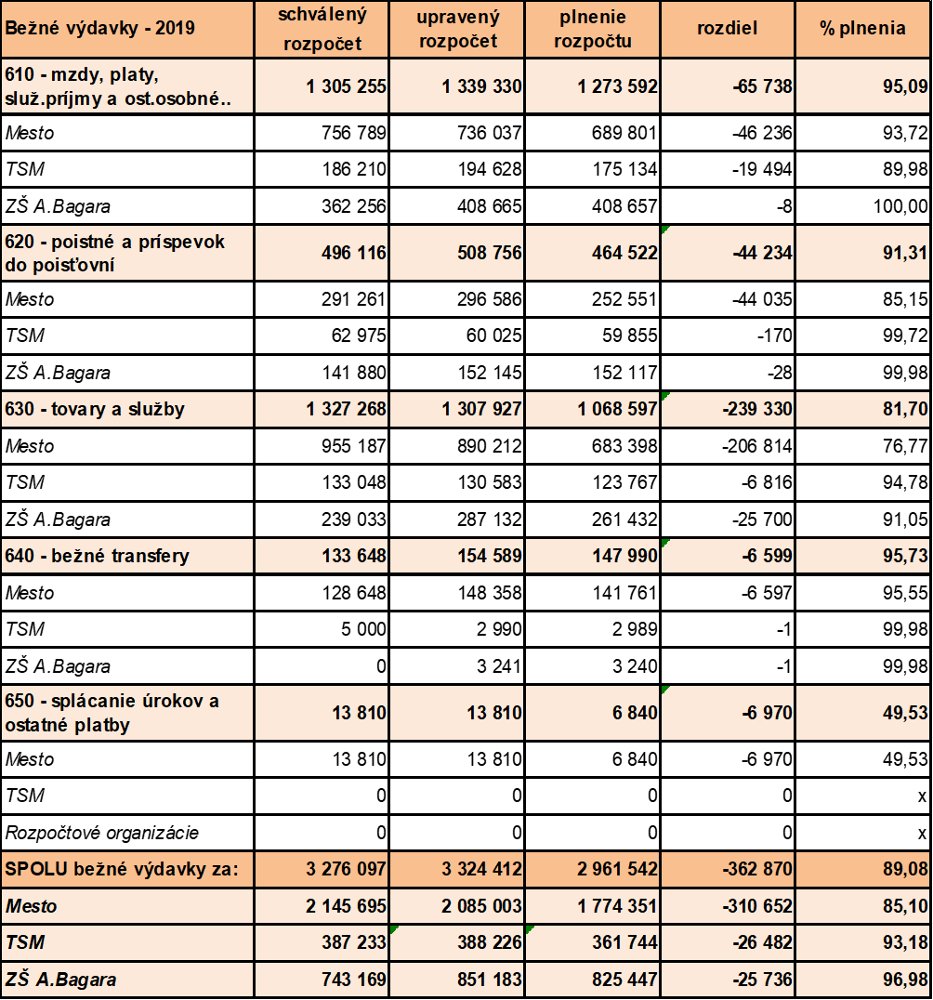 Bežné výdavky - 2019 schválený rozpočet upravený rozpočet plnenie rozpočtu rozdiel % plnenia
610 - mzdy, platy,
služ.príjmy a ost.osobné.. 1 305 255 1 339 330 1 273 592 -65 738 95,09
Mesto 756 789 736 037 689 801 -46 236 93,72
TSM 186 210 194 628 175 134 -19 494 89,98
ZŠ A.Bagara 362 256 408 665 408 657 -8 100,00
620 - poistné a príspevok
do poisťovní 496 116 508 756 464 522 -44 234 91,31
Mesto 291 261 296 586 252 551 -44 035 85,15
TSM 62 975 60 025 59 855 -170 99,72
ZŠ A.Bagara 141 880 152 145 152 117 -28 99,98
630 - tovary a služby 1 327 268 1 307 927 1 068 597 -239 330 81,70
Mesto 955 187 890 212 683 398 -206 814 76,77
TSM 133 048 130 583 123 767 -6 816 94,78
ZŠ A.Bagara 239 033 287 132 261 432 -25 700 91,05
640 - bežné transfery 133 648 154 589 147 990 -6 599 95,73
Mesto 128 648 148 358 141 761 -6 597 95,55
TSM 5 000 2 990 2 989 -1 99,98
ZŠ A.Bagara 0 3 241 3 240 -1 99,98
650 - splácanie úrokov a
ostatné platby 13 810 13 810 6 840 -6 970 49,53
Mesto 13 810 13 810 6 840 -6 970 49,53
TSM 0 0 0 0 x
Rozpočtové organizácie 0 0 0 0 x
SPOLU bežné výdavky za: 3 276 097 3 324 412 2 961 542 -362 870 89,08
Mesto 2 145 695 2 085 003 1 774 351 -310 652 85,10
TSM 387 233 388 226 361 744 -26 482 93,18
ZŠ A.Bagara 743 169 851 183 825 447 -25 736 96,98